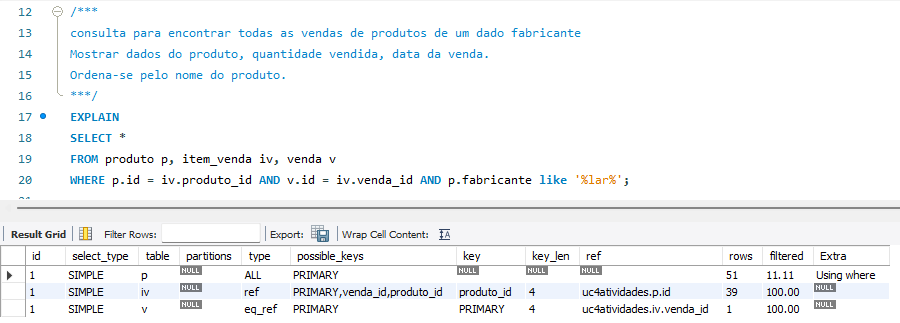 12 /***
13 consulta para encontrar todas as vendas de produtos de um dado fabricante
14 Mostrar dados do produto, quantidade vendida, data da venda.
15 Ordena-se pelo nome do produto.
16 ***/
17 EXPLAIN
18 SELECT *
19 FROM produto p, item_venda iv, venda v
20 WHERE p.id = iv.produto_id AND v.id = iv.venda_id AND p.fabricante like '%lar%';
Result Grid Filter Rows: Export: Wrap Cell Content:
id select_type table partitions type possible_keys key key_len ref rows filtered Extra
1 SIMPLE p NULL ALL PRIMARY NULL NULL NULL 51 11.11 Using where
1 SIMPLE iv NULL ref PRIMARY,venda_id,produto_id produto_id 4 uc4atividades.p.id 39 100.00 NULL
1 SIMPLE v NULL eq_ref PRIMARY PRIMARY 4 uc4atividades.iv.venda_id 1 100.00 NULL